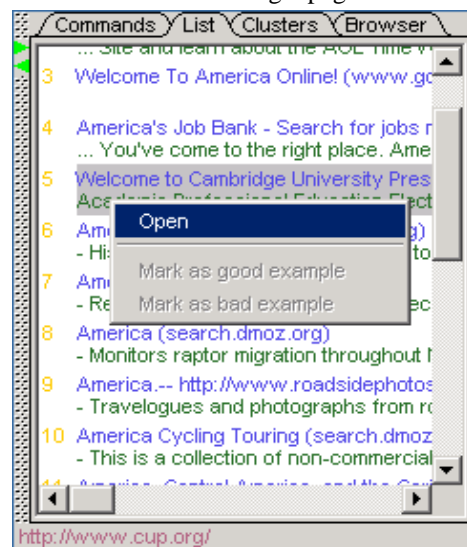 Commands List Clusters Browser
... Site and learn about the AOL Time
3 Welcome To America Online! (www.
4 America's Job Bank - Search for jobs
... You've come to the right place. Ame
5 Welcome to Cambridge University Pres
Academic Professional Education
Open
6
- Hi to
7
Mark as good example
- Re ec
Mark as bad example
8 America (search.dmoz.org)
- Monitors raptor migration throughout
9 America.-- http://www.roadsidephotos
- Travelogues and photographs from
10 America Cycling Touring (search.dmoz
- This is a collection of non-commercial
http://www.cup.org/